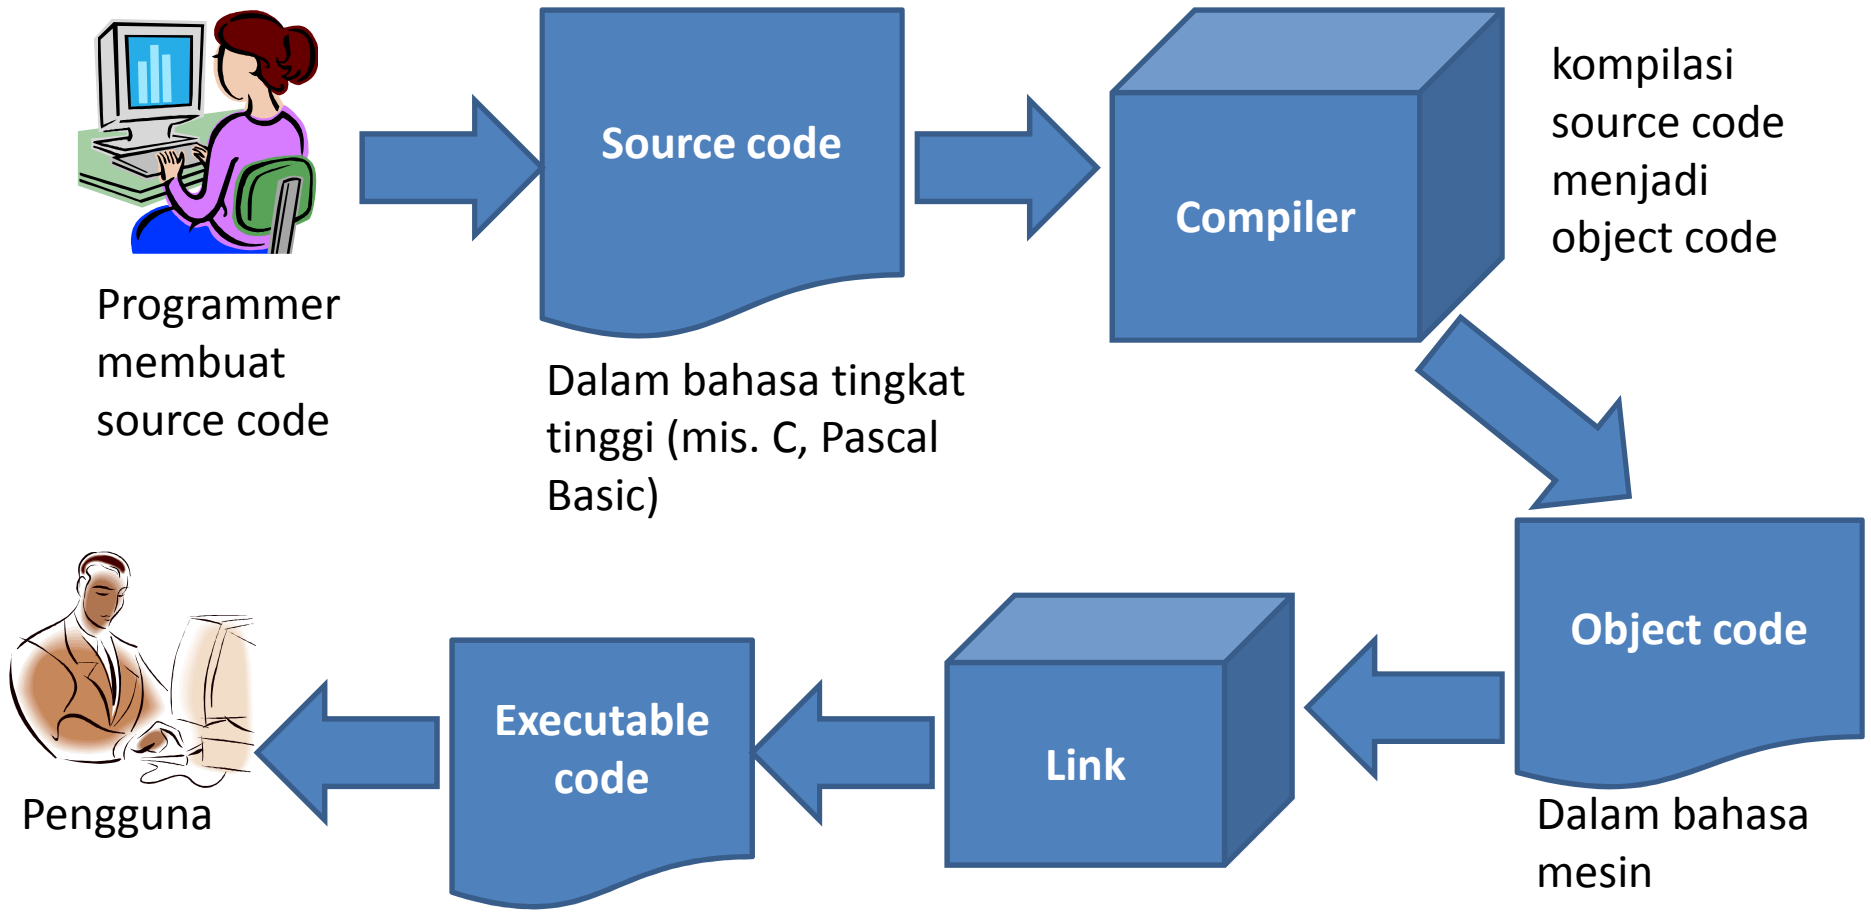 Programmer
membuat
source code
Source code
Dalam bahasa tingkat
tinggi (mis. C, Pascal
Basic)
Compiler
kompilasi
source code
menjadi
object code
Object code
Dalam bahasa
mesin
Link
Executable
code
Pengguna